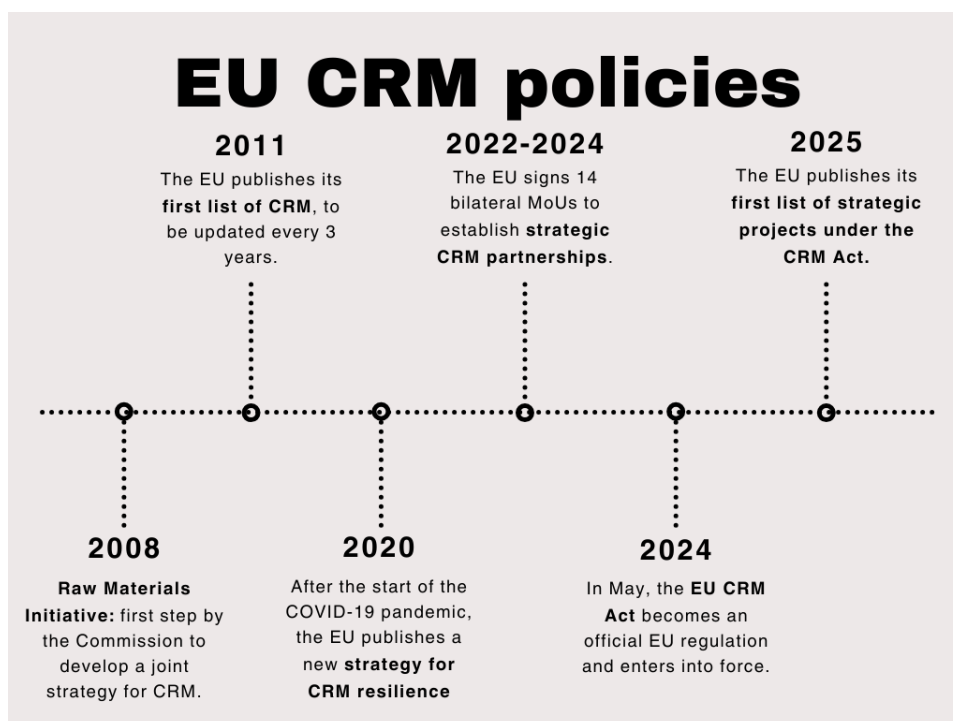 EU CRM policies
2011
The EU publishes its
first list of CRM, to
be updated every 3
years.
2022-2024
The EU signs 14
bilateral MoUs to
establish strategic
CRM partnerships.
2025
The EU publishes its
first list of strategic
projects under the
CRM Act.
2008
Raw Materials
Initiative: first step by
the Commission to
develop a joint
strategy for CRM.
2020
After the start of the
COVID-19 pandemic,
the EU publishes a
new strategy for
CRM resilience
2024
In May, the EU CRM
Act becomes an
official EU regulation
and enters into force.